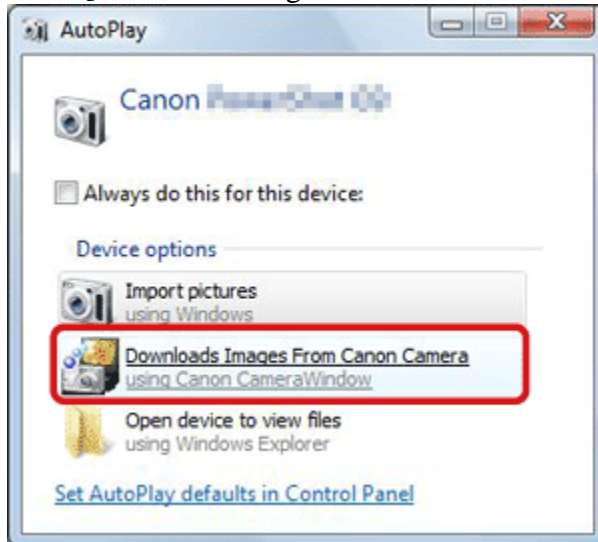 AutoPlay
Canon
Always do this for this device:
Device options
Import pictures
using Windows
Downloads Images From Canon Camera
using Canon CameraWindow
Open device to view files
using Windows Explorer
Set AutoPlay defaults in Control Panel